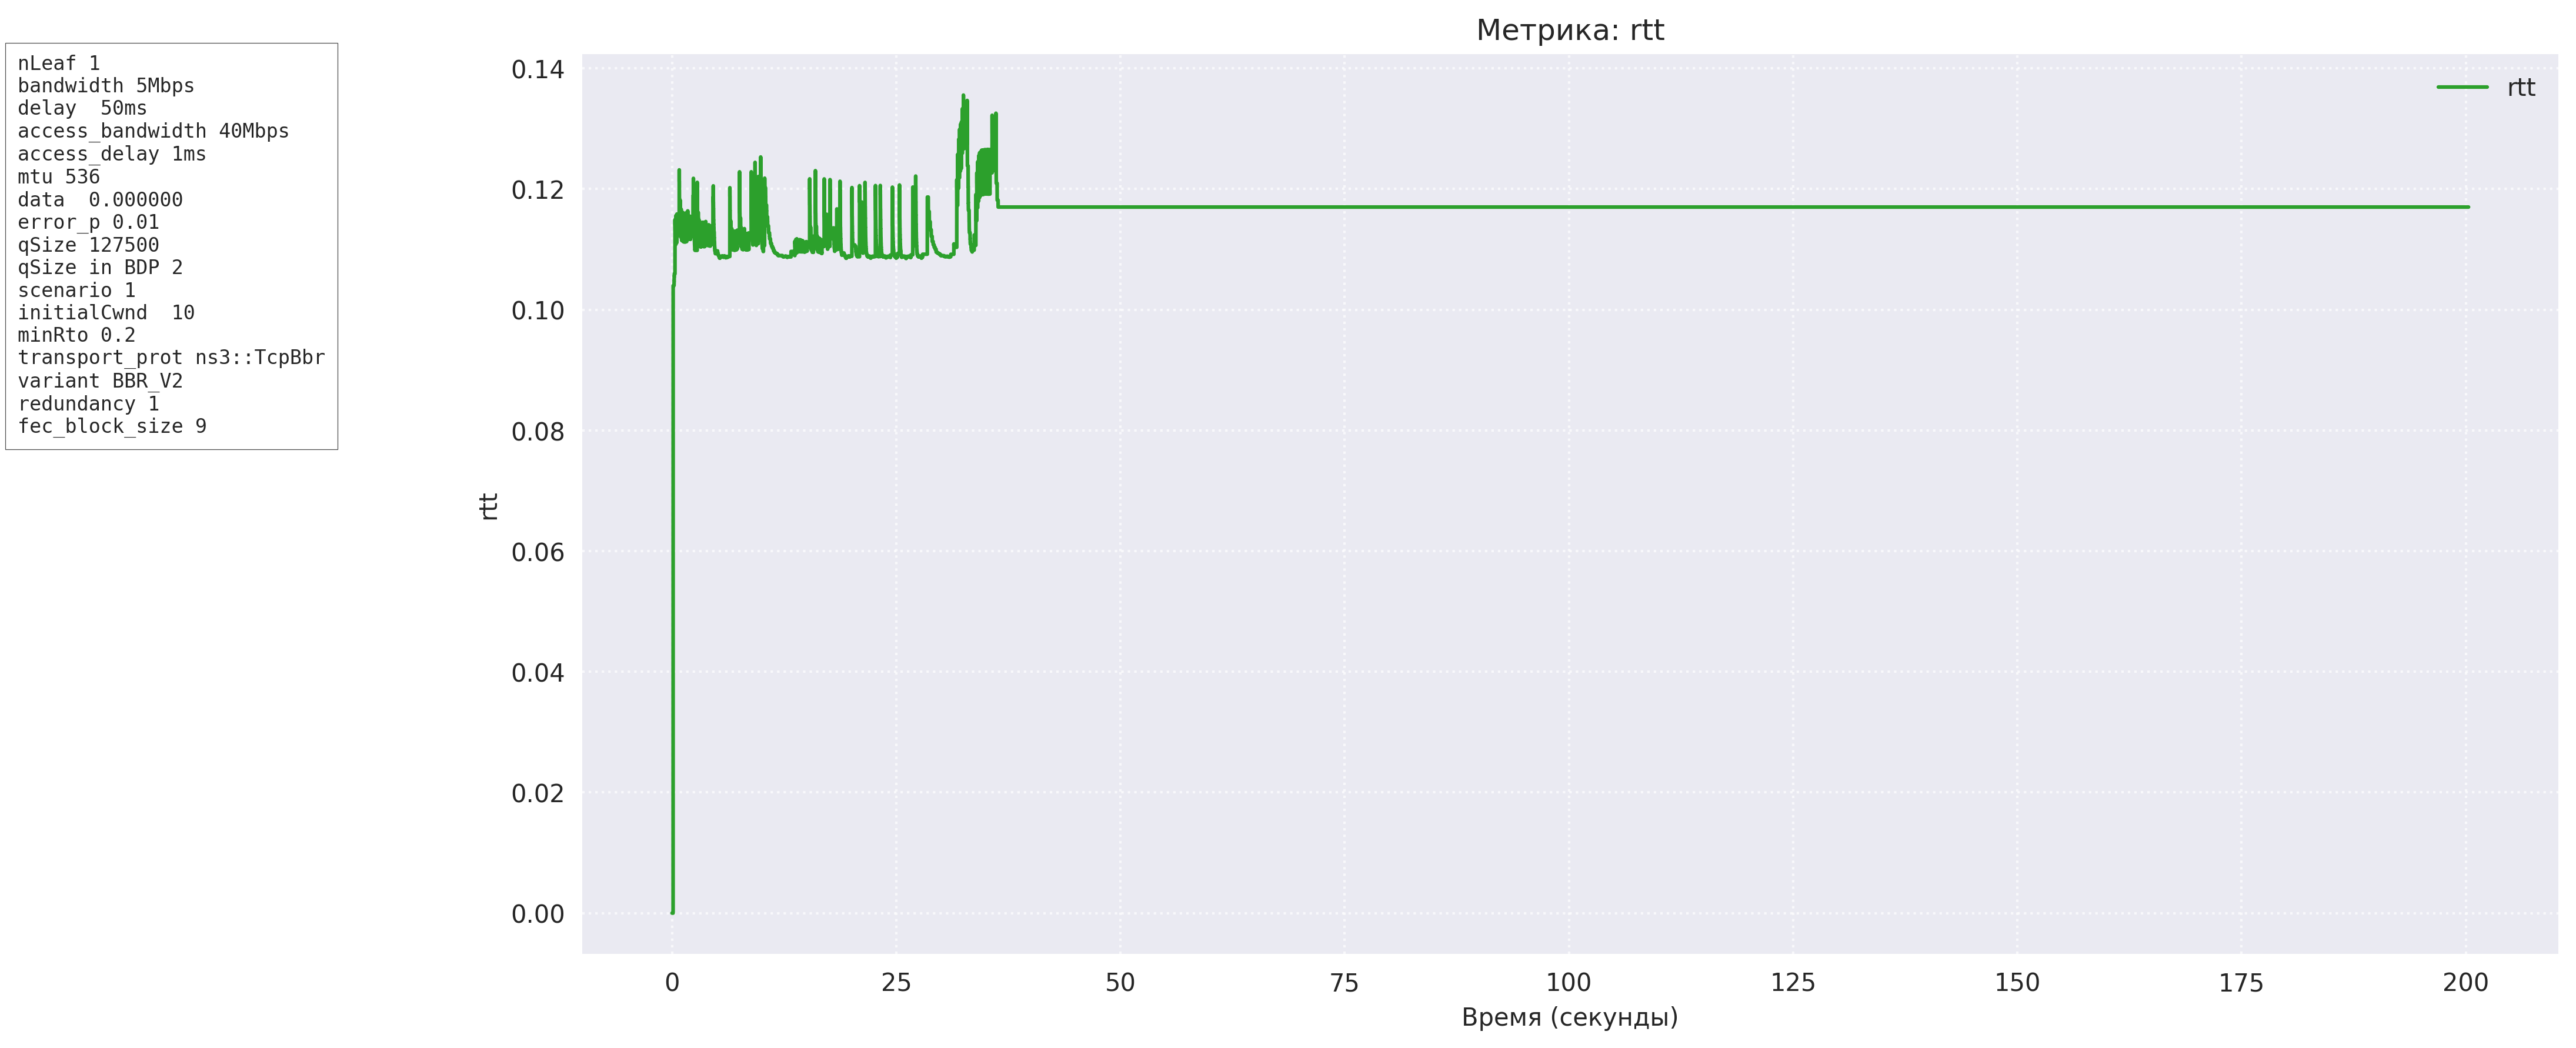 Метрика: rtt
nLeaf 1
bandwidth 5Mbps
delay  50ms
access_bandwidth 40Mbps
access_delay 1ms
mtu 536
data  0.000000
error_p 0.01
qSize 127500
qSize in BDP 2
scenario 1
initialCwnd  10
minRto 0.2
transport_prot ns3::TcpBbr
variant BBR_V2
redundancy 1
fec_block_size 9
rtt
0.14
0.12
0.10
0.08
0.06
0.04
0.02
0.00
rtt
0 25 50 75 100 125 150 175 200
Время (секунды)